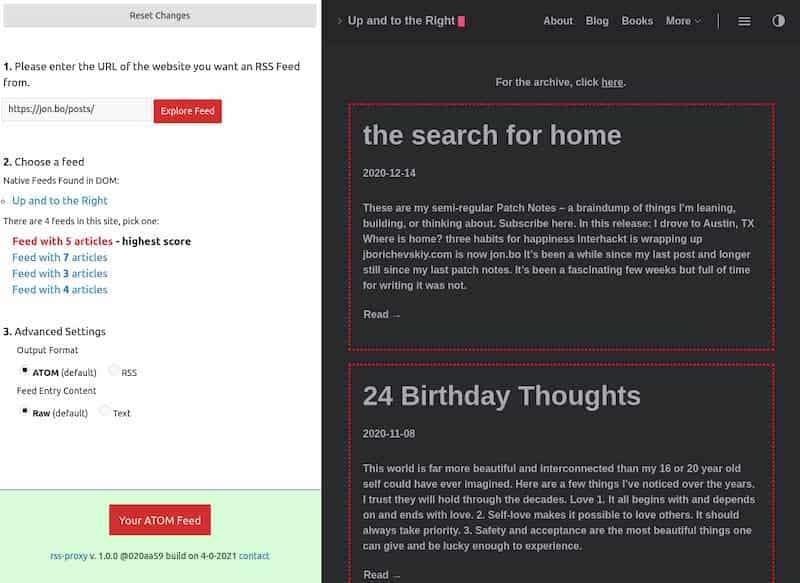 Reset Changes
1. Please enter the URL of the website you want an RSS Feed
from.
https://jon.bo/posts/
Explore Feed
2. Choose a feed
Native Feeds Found in DOM:
Up and to the Right
There are 4 feeds in this site, pick one:
Feed with 5 articles - highest score
Feed with 7 articles
Feed with 3 articles
Feed with 4 articles
3. Advanced Settings
Output Format
ATOM (default) RSS
Feed Entry Content
Raw (default) Text
Your ATOM Feed
rss-proxy v. 1.0.0 @020aa59 build on 4-0-2021 contact
> Up and to the Right
About Blog Books More
For the archive, click here.
the search for home
2020-12-14
These are my semi-regular Patch Notes – a braindump of things I'm leaning,
building, or thinking about. Subscribe here. In this release: I drove to Austin, TX
Where is home? three habits for happiness Interhackt is wrapping up
jborichevskiy.com is now jon.bo It's been a while since my last post and longer
still since my last patch notes. It's been a fascinating few weeks but full of time
for writing it was not.
Read →
24 Birthday Thoughts
2020-11-08
This world is far more beautiful and interconnected than my 16 or 20 year old
self could have ever imagined. Here are a few things I've noticed over the years.
I trust they will hold through the decades. Love 1. It all begins with and depends
on and ends with love. 2. Self-love makes it possible to love others. It should
always take priority. 3. Safety and acceptance are the most beautiful things one
can give and be lucky enough to experience.
Read →